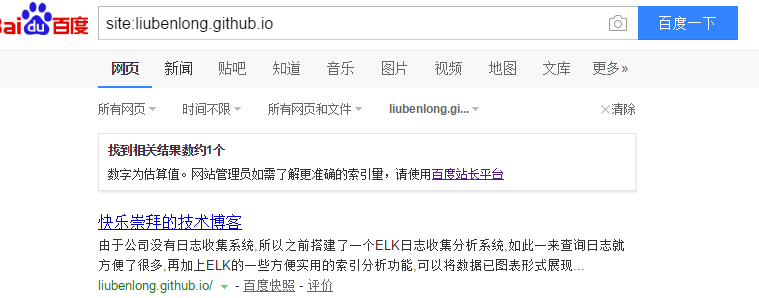 Bai du 百度 site:liubenlong.github.io 百度一下
网页 新闻 贴吧 知道 音乐 图片 视频 地图 文库 更多»
所有网页 时间不限 所有网页和文件 liubenlong.gi... 清除
找到相关结果数约1个
数字为估算值。网站管理员如需了解更准确的索引量，请使用百度站长平台
快乐崇拜的技术博客
由于公司没有日志收集系统,所以之前搭建了一个ELK日志收集分析系统,如此一来查询日志就
方便了很多,再加上ELK的一些方便实用的索引分析功能,可以将数据已图表形式展现...
liubenlong.github.io/ - 百度快照 - 评价